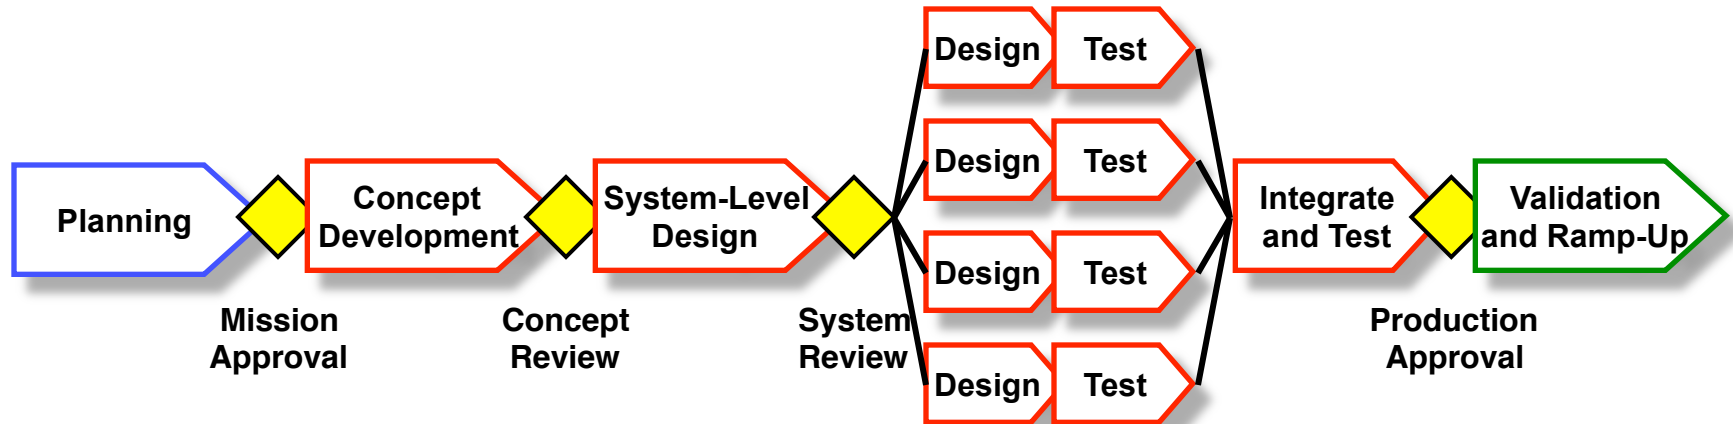 Design Test
Design Test
Planning
Concept
Development
System-Level
Design
Integrate
and Test
Validation
and Ramp-Up
Design Test
Mission
Approval
Concept
Review
System
Review
Production
Approval
Design Test